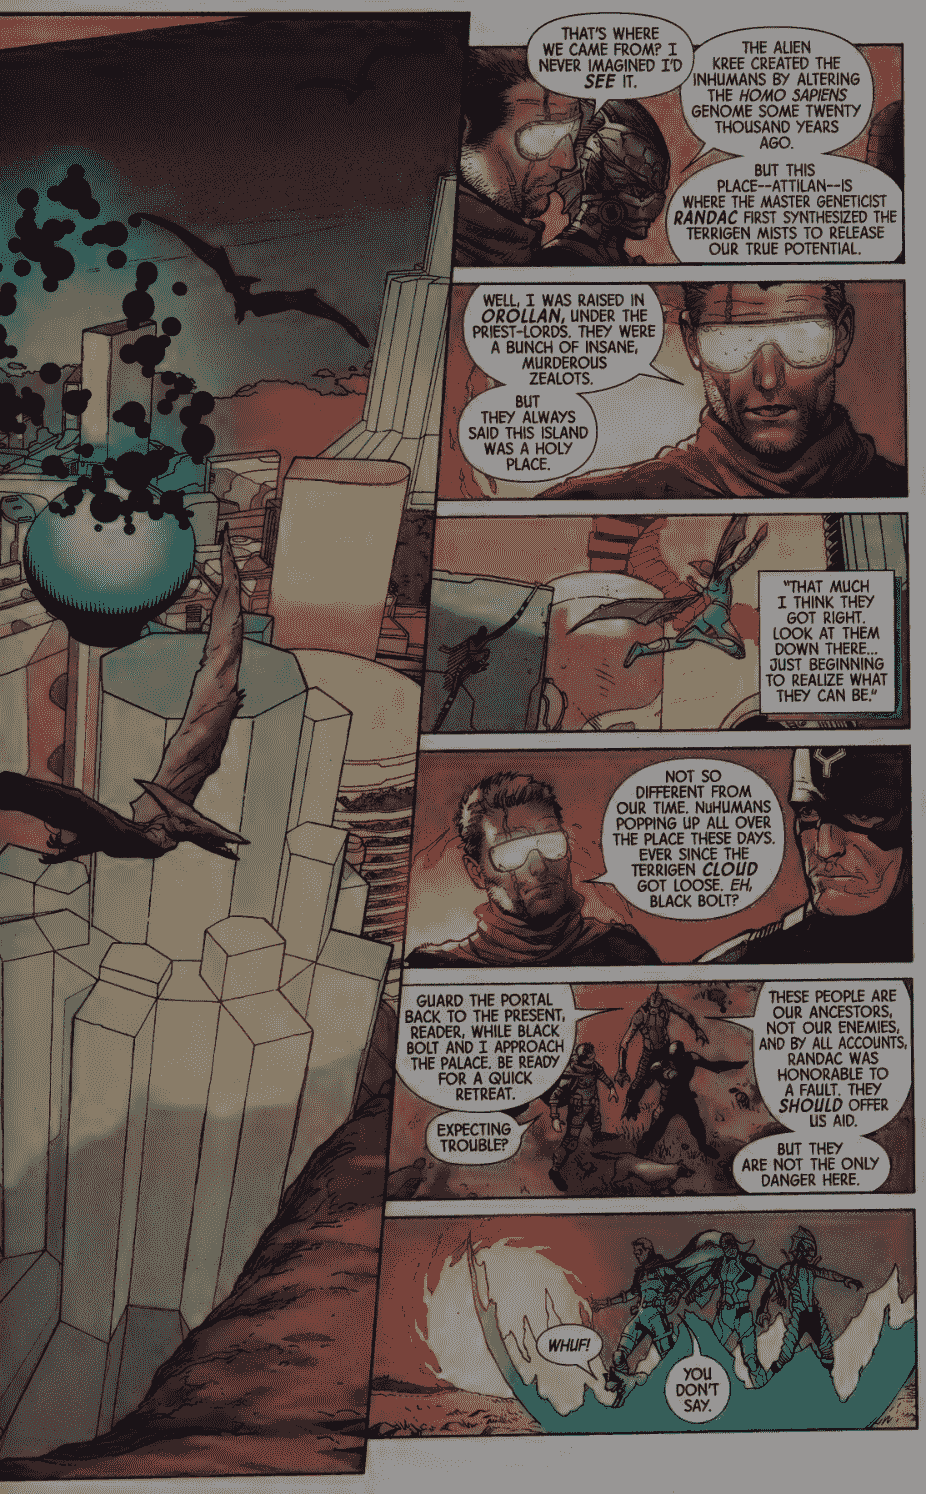 THAT'S WHERE
WE CAME FROM? I
NEVER IMAGINED I'D
SEE IT.
THE ALIEN
KREE CREATED THE
INHUMANS BY ALTERING
THE HOMO SAPIENS
GENOME SOME TWENTY
THOUSAND YEARS
AGO.
BUT THIS
PLACE--ATTILAN--IS
WHERE THE MASTER GENETICIST
RANDAC FIRST SYNTHESIZED THE
TERRIGEN MISTS TO RELEASE
OUR TRUE POTENTIAL.
WELL, I WAS RAISED IN
OROLLAN, UNDER THE
PRIEST-LORDS. THEY WERE
A BUNCH OF INSANE,
MURDEROUS
ZEALOTS.
BUT
THEY ALWAYS
SAID THIS ISLAND
WAS A HOLY
PLACE.
"THAT MUCH
I THINK THEY
GOT RIGHT.
LOOK AT THEM
DOWN THERE...
JUST BEGINNING
TO REALIZE WHAT
THEY CAN BE."
NOT SO
DIFFERENT FROM
OUR TIME. NuHUMANS
POPPING UP ALL OVER
THE PLACE THESE DAYS.
EVER SINCE THE
TERRIGEN CLOUD
GOT LOOSE. EH,
BLACK BOLT?
GUARD THE PORTAL
BACK TO THE PRESENT,
READER, WHILE BLACK
BOLT AND I APPROACH
THE PALACE. BE READY
FOR A QUICK
RETREAT.
EXPECTING
TROUBLE?
THESE PEOPLE ARE
OUR ANCESTORS,
NOT OUR ENEMIES,
AND BY ALL ACCOUNTS,
RANDAC WAS
HONORABLE TO
A FAULT. THEY
SHOULD OFFER
US AID.
BUT THEY
ARE NOT THE ONLY
DANGER HERE.
WHUF!
YOU
DON'T
SAY.